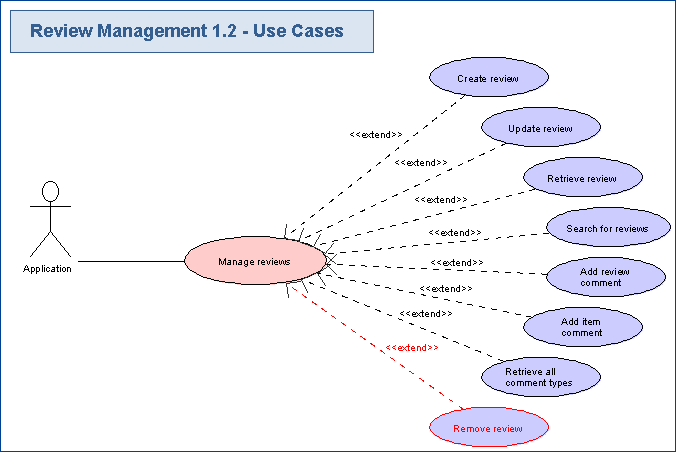 Review Management 1.2 - Use Cases
Create review
<<extend>>
Update review
<<extend>>
Retrieve review
<<extend>>
Search for reviews
<<extend>>
Application
Manage reviews
Add review
comment
<<extend>>
Add item
comment
<<extend>>
Retrieve all
comment types
<<extend>>
Remove review
<<extend>>